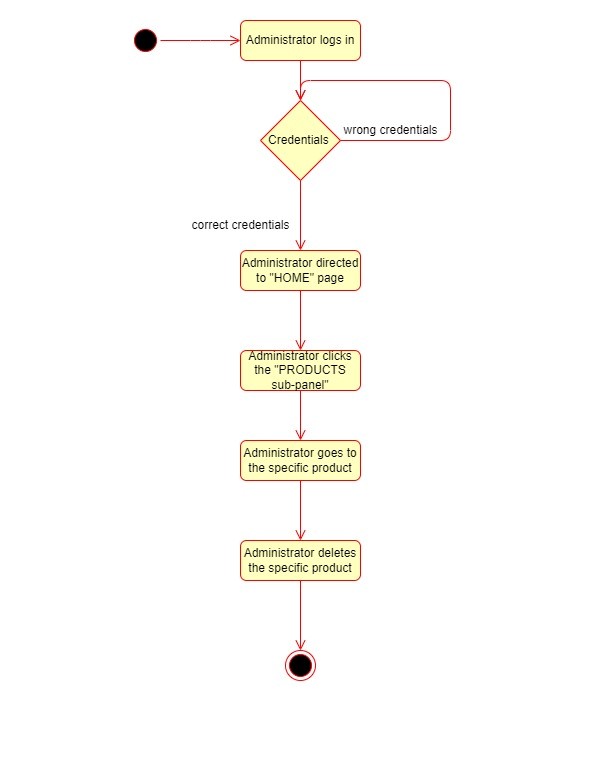 Administrator logs in
wrong credentials
Credentials
correct credentials
Administrator directed
to "HOME" page
Administrator clicks
the "PRODUCTS
sub-panel"
Administrator goes to
the specific product
Administrator deletes
the specific product